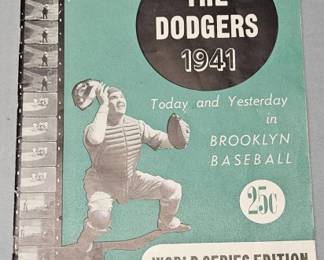 THE
DODGERS
1941
Today and Yesterday
in
BROOKLYN
BASEBALL
25¢
WORLD SERIES EDITION